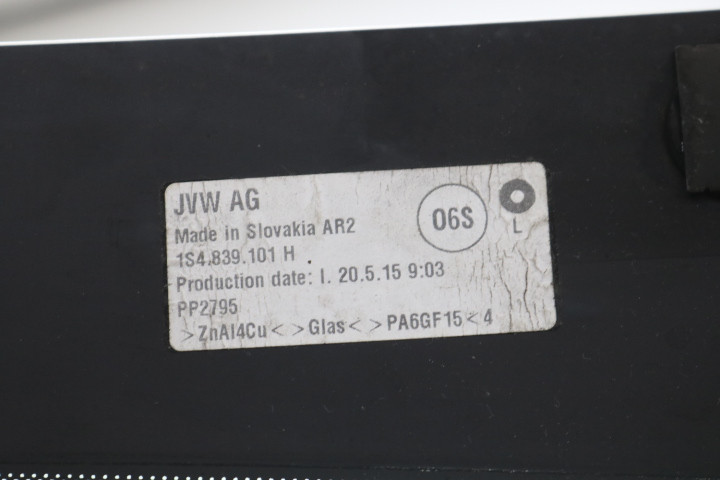 JVW AG
Made in Slovakia AR2
1S4.839.101 H
Production date: I. 20.5.15 9:03
PP2795
>ZnAl4Cu< >Glas< >PA6GF15<4
06S
L